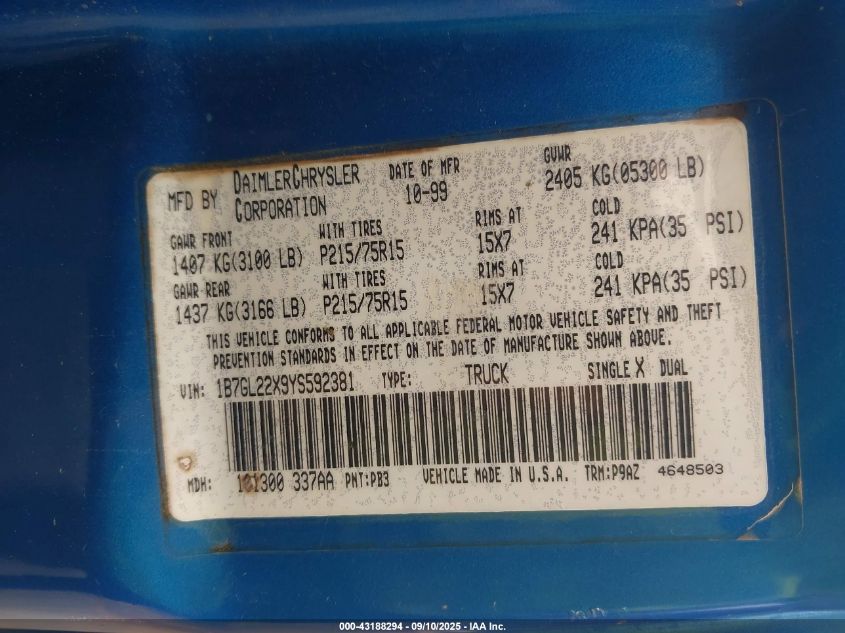 MFD BY DAIMLERCHRYSLER CORPORATION DATE OF MFR 10-99 GVWR 2405 KG(05300 LB)
GAWR FRONT WITH TIRES RIMS AT COLD
1407 KG(3100 LB) P215/75R15 15X7 241 KPA(35 PSI)
GAWR REAR WITH TIRES RIMS AT COLD
1437 KG(3166 LB) P215/75R15 15X7 241 KPA(35 PSI)
THIS VEHICLE CONFORMS TO ALL APPLICABLE FEDERAL MOTOR VEHICLE SAFETY AND THEFT
PREVENTION STANDARDS IN EFFECT ON THE DATE OF MANUFACTURE SHOWN ABOVE.
VIN: 1B7GL22X9YS592381 TYPE: TRUCK SINGLE X DUAL
MDH: 101300 337AA PNT:PB3 VEHICLE MADE IN U.S.A. TRM:P9AZ 4648503
000-43188294 - 09/10/2025 - IAA Inc.